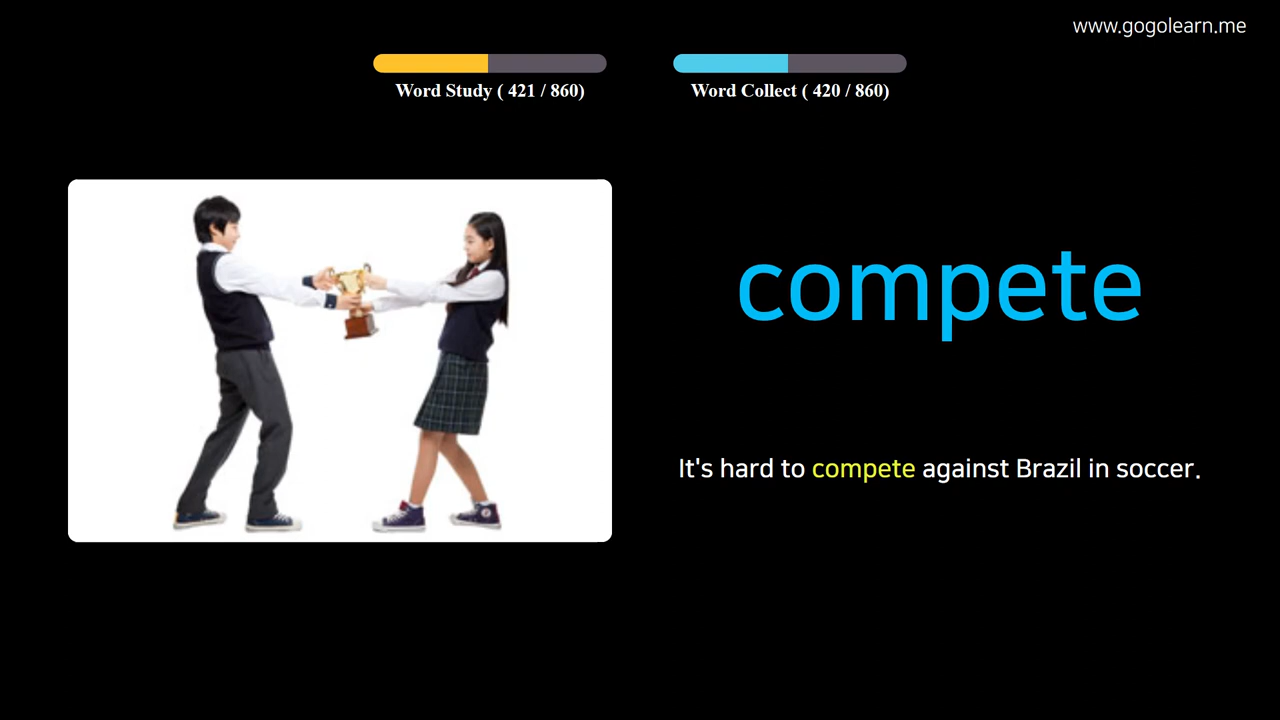 www.gogolearn.me
Word Study ( 421 / 860)
Word Collect ( 420 / 860)
compete
It's hard to compete against Brazil in soccer.